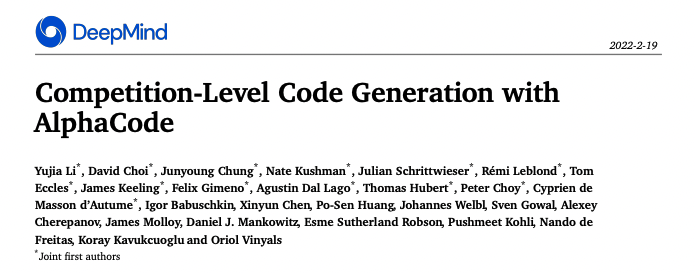 DeepMind
2022-2-19
Competition-Level Code Generation with
AlphaCode
Yujia Li*, David Choi*, Junyoung Chung*, Nate Kushman*, Julian Schrittwieser*, Rémi Leblond*, Tom
Eccles*, James Keeling*, Felix Gimeno*, Agustin Dal Lago*, Thomas Hubert*, Peter Choy*, Cyprien de
Masson d’Autume*, Igor Babuschkin, Xinyun Chen, Po-Sen Huang, Johannes Welbl, Sven Gowal, Alexey
Cherepanov, James Molloy, Daniel J. Mankowitz, Esme Sutherland Robson, Pushmeet Kohli, Nando de
Freitas, Koray Kavukcuoglu and Oriol Vinyals
*Joint first authors